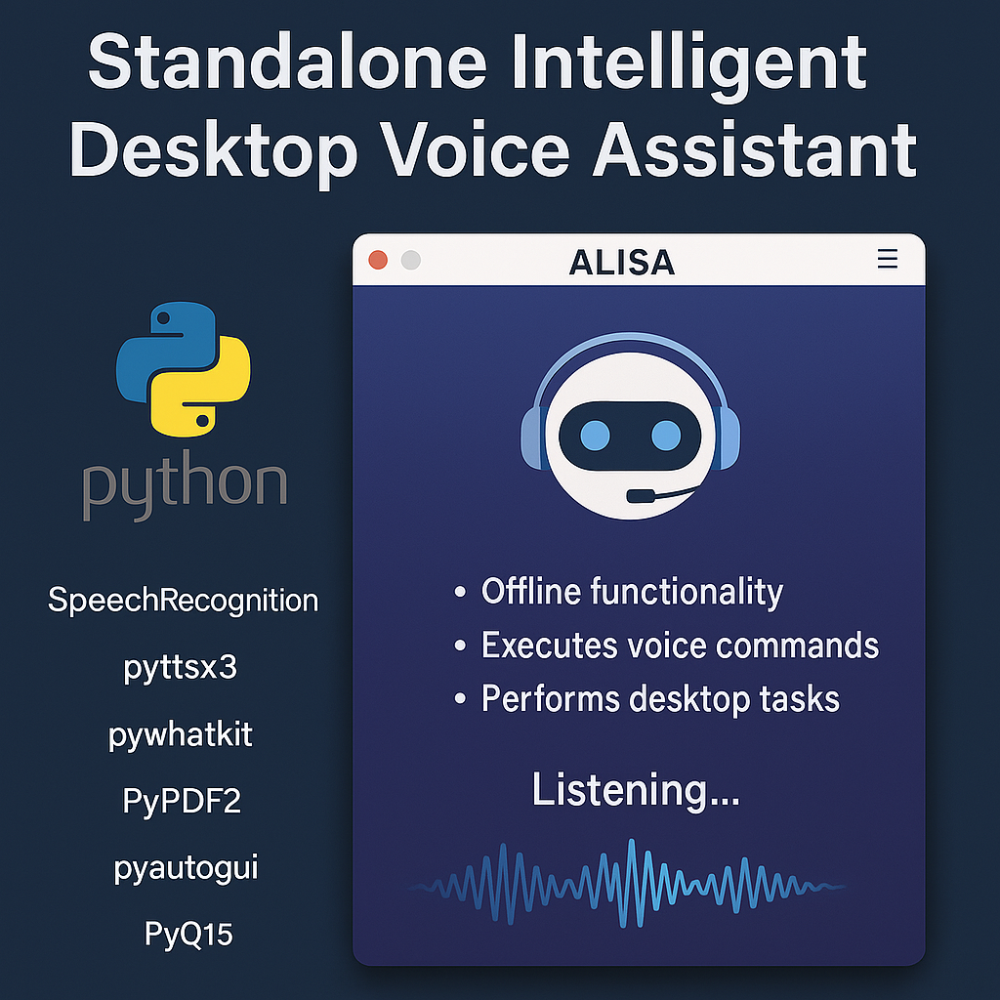 Standalone Intelligent
Desktop Voice Assistant
ALISA
python
SpeechRecognition
pyttsx3
pywhatkit
PyPDF2
pyautogui
PyQ15
• Offline functionality
• Executes voice commands
• Performs desktop tasks
Listening...